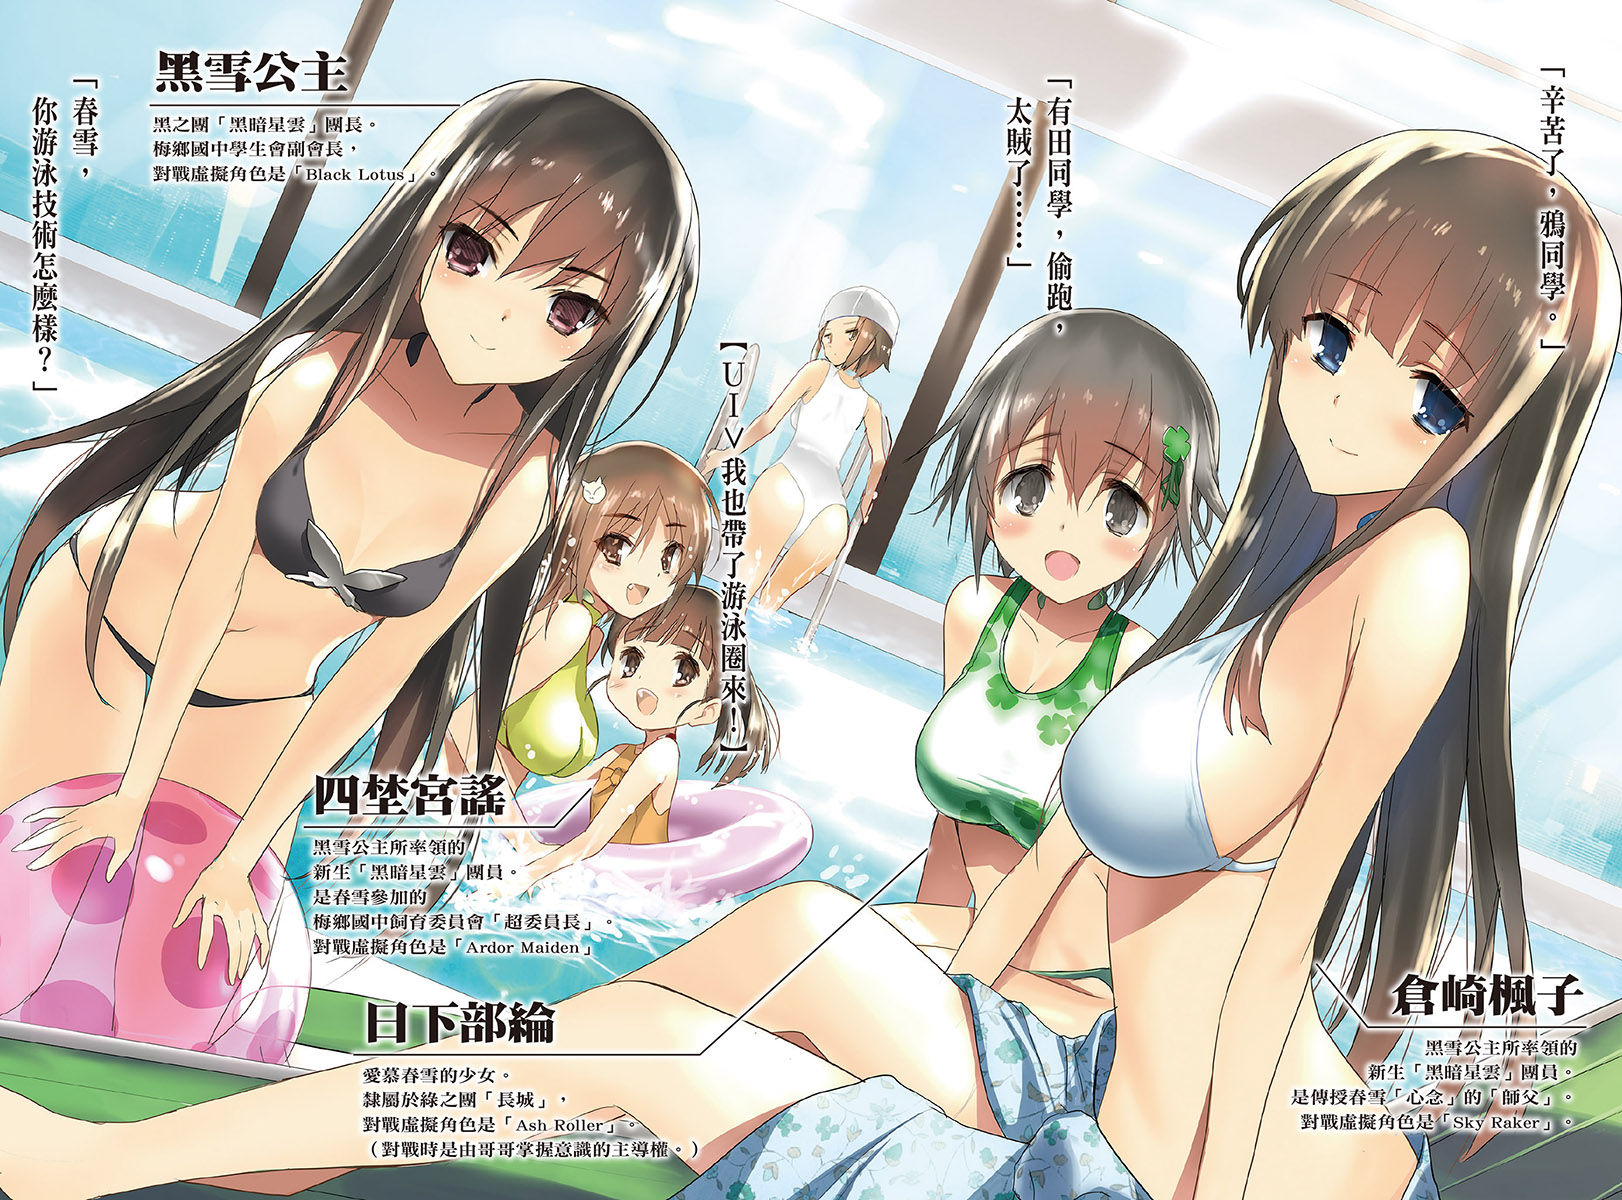 黑雪公主
黑之團「黑暗星雲」團長。
梅鄉國中學生會副會長，
對戰虛擬角色是「Black Lotus」。
「春雪，
你游泳技術怎麼樣？」
「辛苦了，鴉同學。」
「有田同學，偷跑，
太賊了……」
【UI＞我也帶了游泳圈來！】
四埜宮謠
黑雪公主所率領的
新生「黑暗星雲」團員。
是春雪參加的
梅鄉國中飼育委員會「超委員長」。
對戰虛擬角色是「Ardor Maiden」
日下部綸
愛慕春雪的少女。
隸屬於綠之團「長城」，
對戰虛擬角色是「Ash Roller」。
（對戰時是由哥哥掌握意識的主導權。）
倉崎楓子
黑雪公主所率領的
新生「黑暗星雲」團員。
是傳授春雪「心念」的「師父」。
對戰虛擬角色是「Sky Raker」。